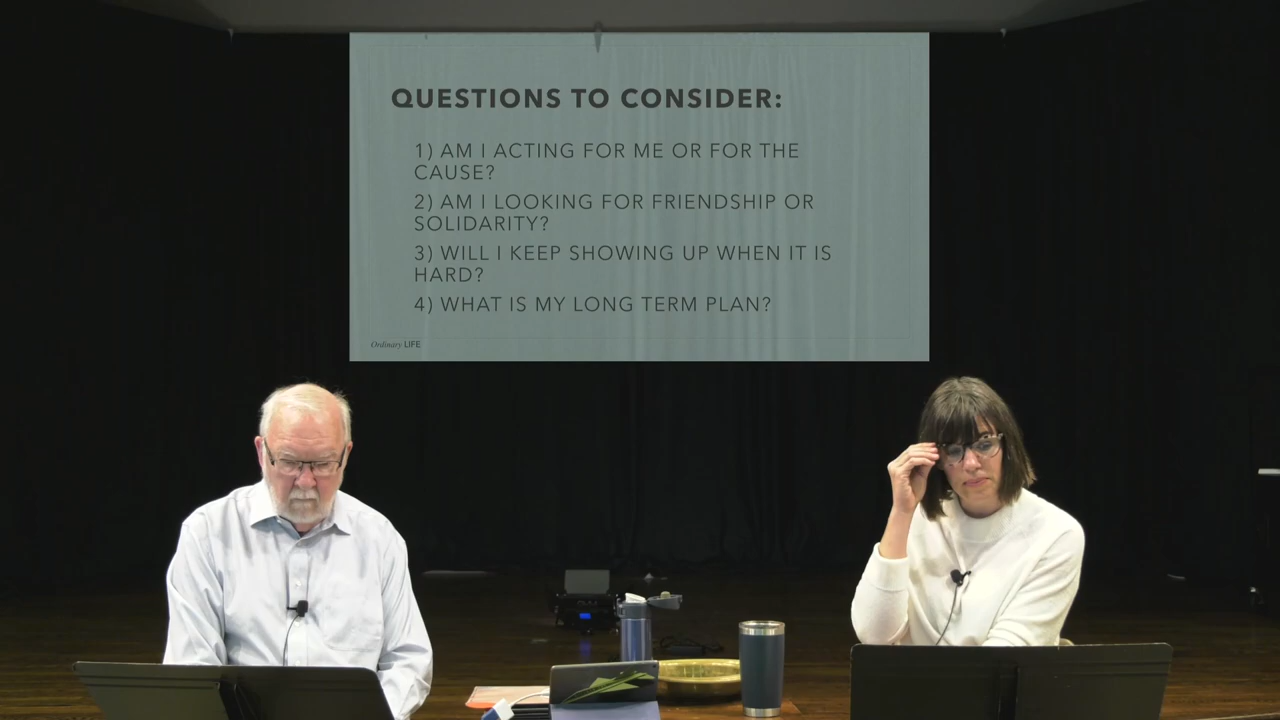 QUESTIONS TO CONSIDER:
1) AM I ACTING FOR ME OR FOR THE
CAUSE?
2) AM I LOOKING FOR FRIENDSHIP OR
SOLIDARITY?
3) WILL I KEEP SHOWING UP WHEN IT IS
HARD?
4) WHAT IS MY LONG TERM PLAN?
Ordinary LIFE